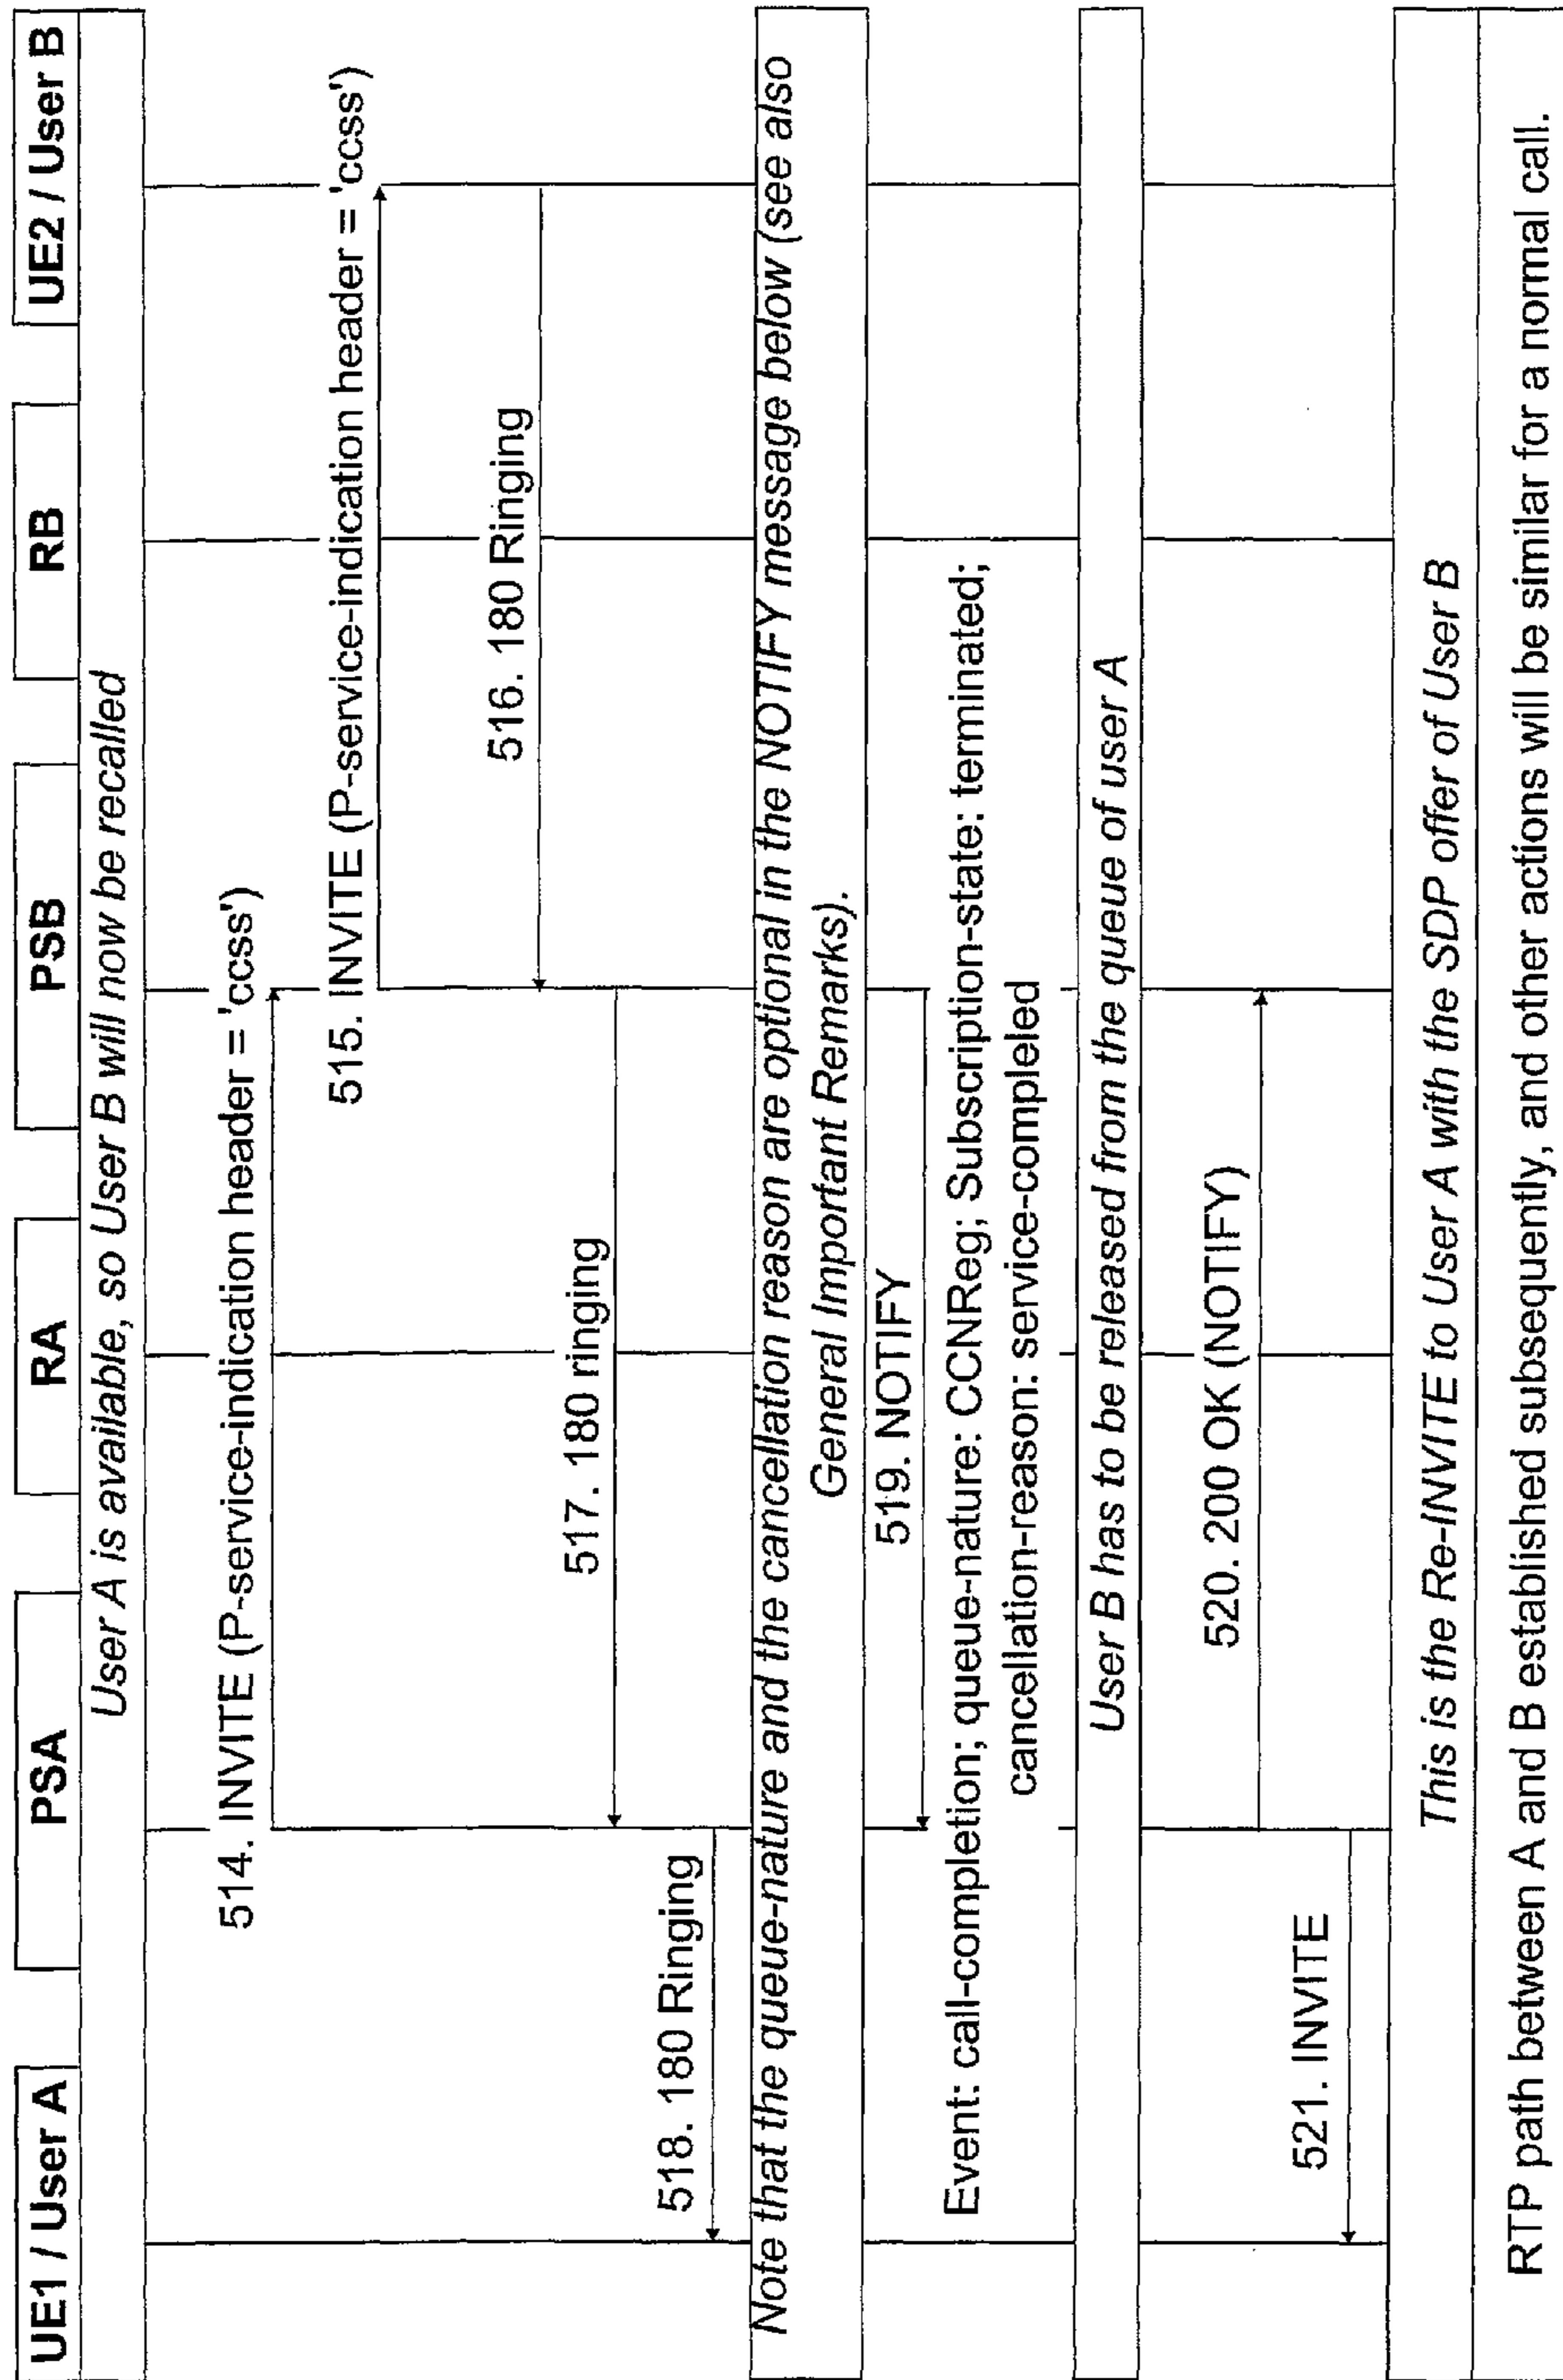 UE1 / User A
PSA
RA
PSB
RB
UE2 / User B
User A is available, so User B will now be recalled
514. INVITE (P-service-indication header = 'ccss')
515. INVITE (P-service-indication header = 'ccss')
516. 180 Ringing
517. 180 ringing
518. 180 Ringing
Note that the queue-nature and the cancellation reason are optional in the NOTIFY message below (see also
General Important Remarks).
519. NOTIFY
Event: call-completion; queue-nature: CCNReg; Subscription-state: terminated;
cancellation-reason: service-compleled
User B has to be released from the queue of user A
520. 200 OK (NOTIFY)
521. INVITE
This is the Re-INVITE to User A with the SDP offer of User B
RTP path between A and B established subsequently, and other actions will be similar for a normal call.